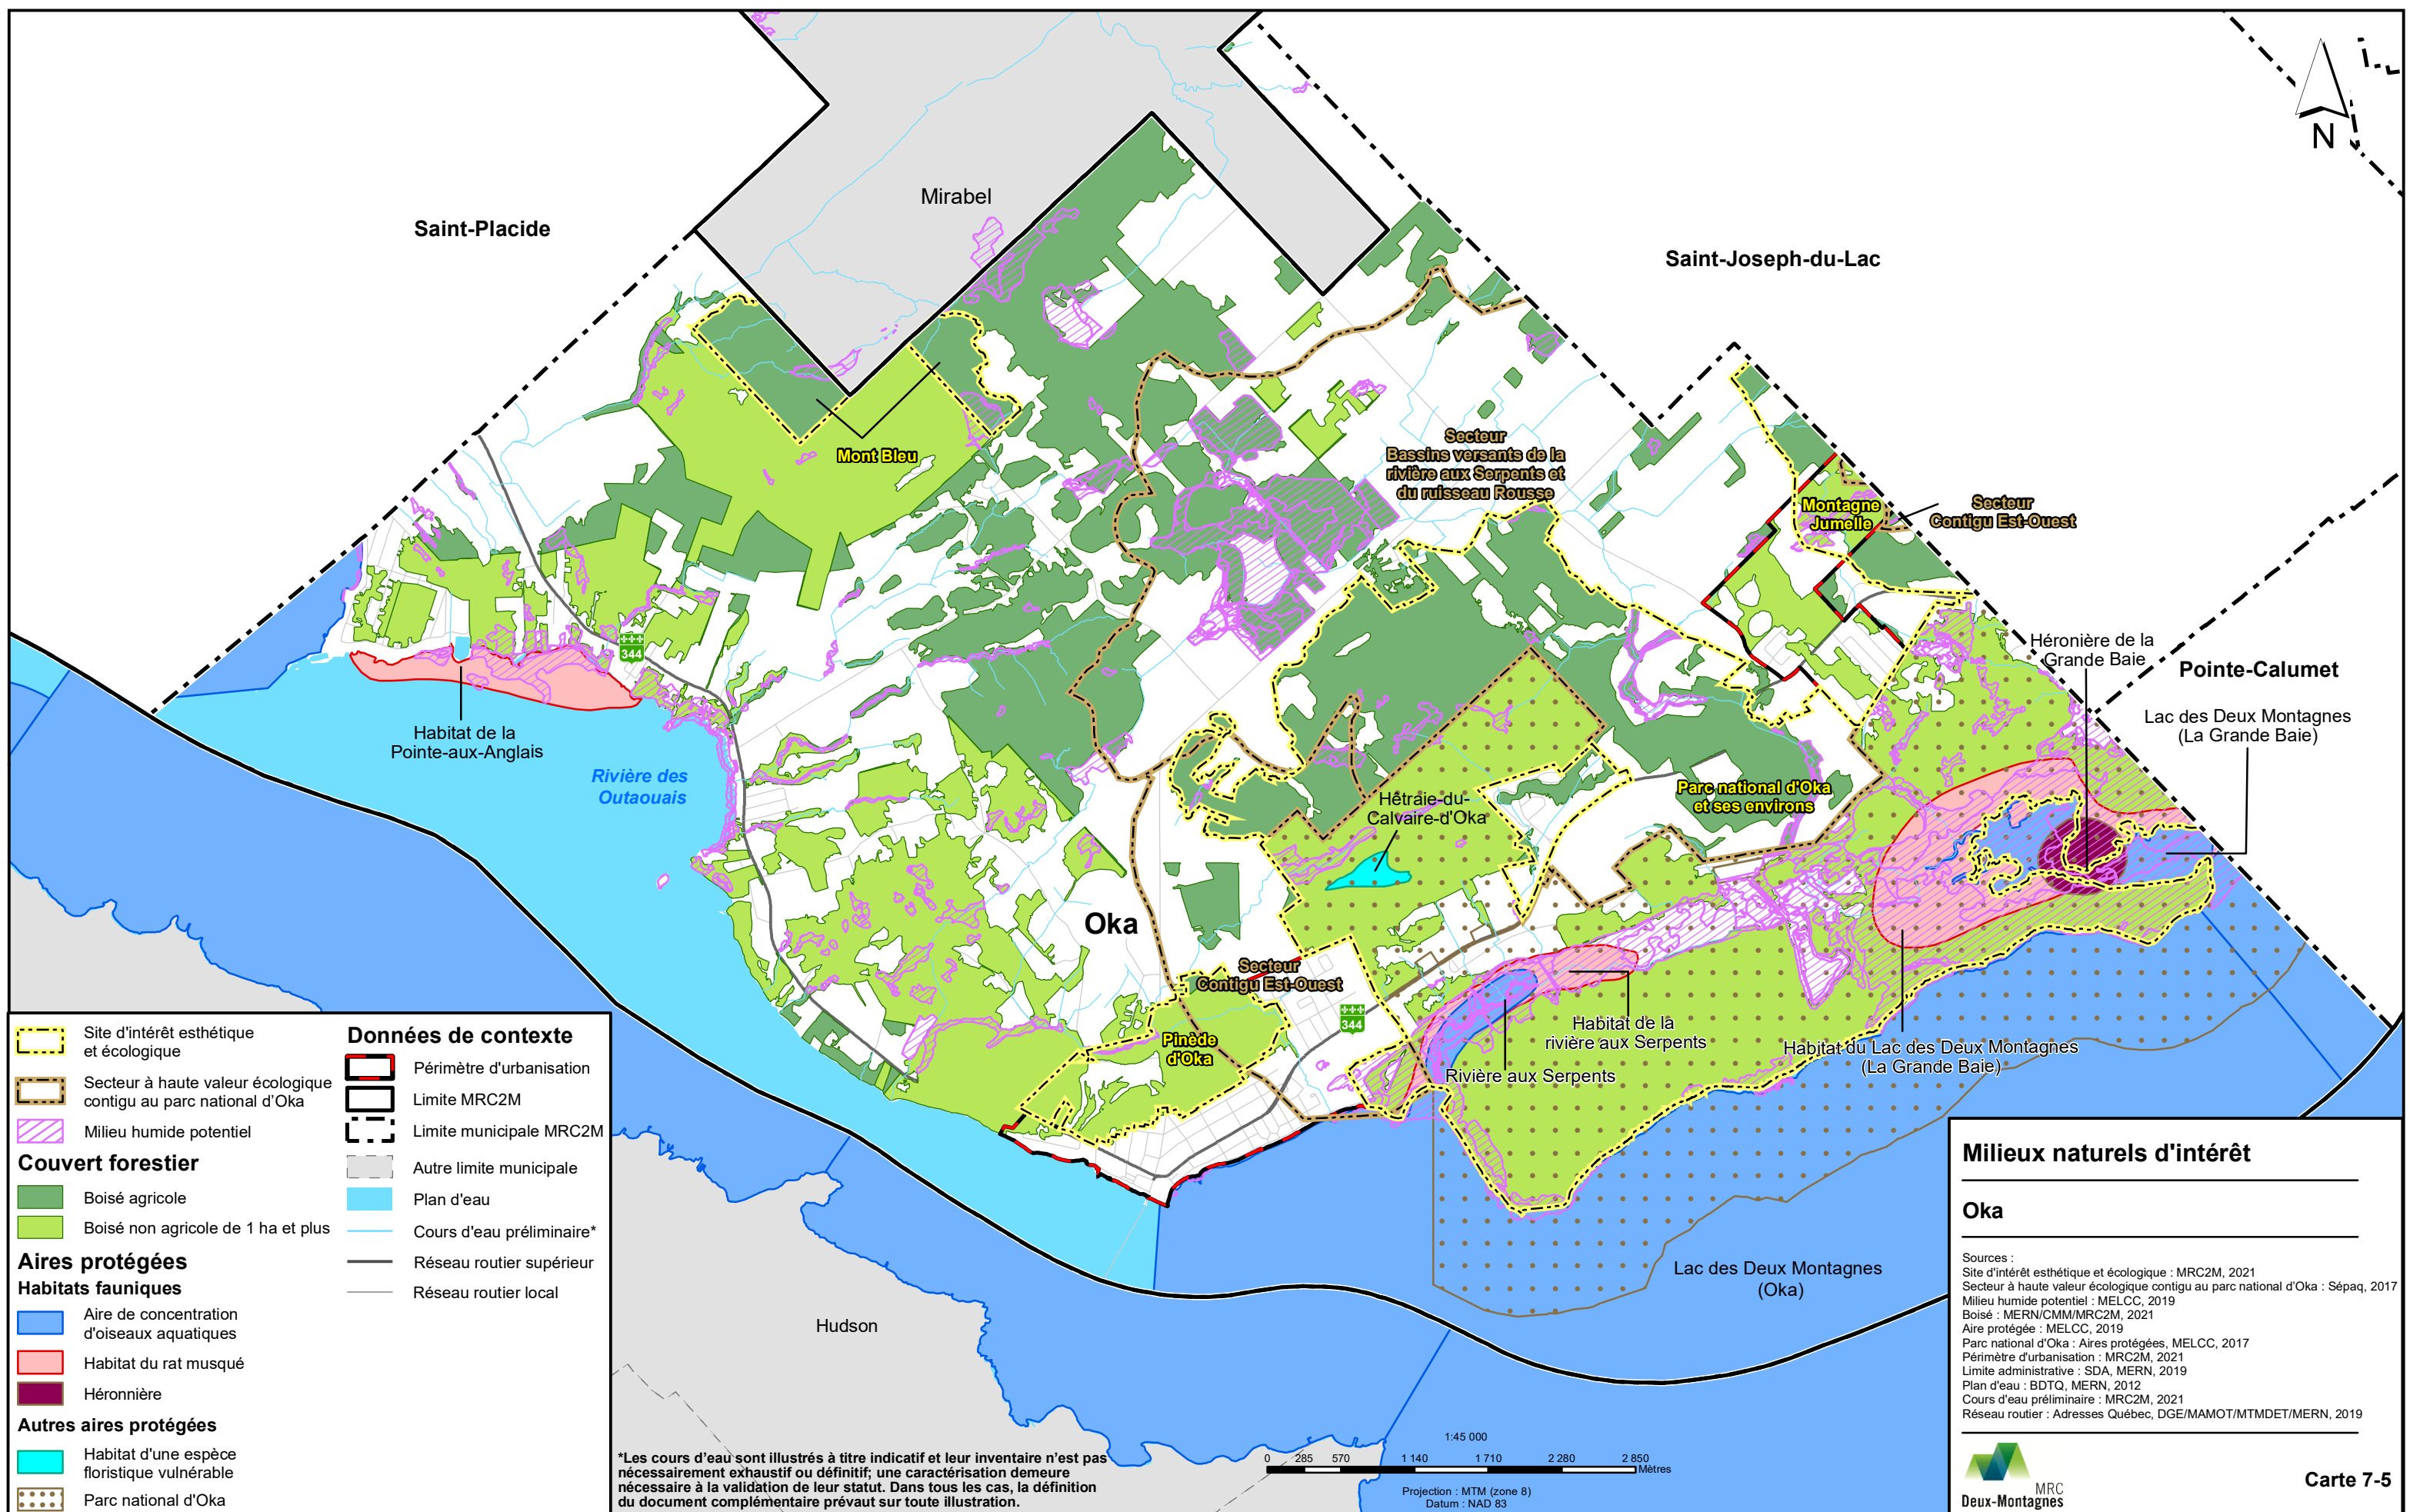 N
Mirabel
Saint-Placide
Saint-Joseph-du-Lac
Mont Bleu
Secteur
Bassins versants de la
rivière aux Serpents et
du ruisseau Rousse
Montagne
Jumelle
Secteur
Contigu Est-Ouest
344
Héronière de la
Grande Baie
Pointe-Calumet
Lac des Deux Montagnes
(La Grande Baie)
Habitat de la
Pointe-aux-Anglais
Rivière des
Outaouais
Hêtraie-du-
Calvaire-d'Oka
Parc national d'Oka
et ses environs
Oka
Secteur
Contigu Est-Ouest
344
Pinède
d'Oka
Habitat de la
rivière aux Serpents
Rivière aux Serpents
Habitat du Lac des Deux Montagnes
(La Grande Baie)
Lac des Deux Montagnes
(Oka)
Hudson
Site d'intérêt esthétique
et écologique
Secteur à haute valeur écologique
contigu au parc national d'Oka
Milieu humide potentiel
Couvert forestier
Boisé agricole
Boisé non agricole de 1 ha et plus
Aires protégées
Habitats fauniques
Aire de concentration
d'oiseaux aquatiques
Habitat du rat musqué
Héronnière
Autres aires protégées
Habitat d'une espèce
floristique vulnérable
Parc national d'Oka
Données de contexte
Périmètre d'urbanisation
Limite MRC2M
Limite municipale MRC2M
Autre limite municipale
Plan d'eau
Cours d'eau préliminaire*
Réseau routier supérieur
Réseau routier local
*Les cours d'eau sont illustrés à titre indicatif et leur inventaire n'est pas
nécessairement exhaustif ou définitif; une caractérisation demeure
nécessaire à la validation de leur statut. Dans tous les cas, la définition
du document complémentaire prévaut sur toute illustration.
1:45 000
0 285 570 1 140 1 710 2 280 2 850
Mètres
Projection : MTM (zone 8)
Datum : NAD 83
Milieux naturels d'intérêt
Oka
Sources :
Site d'intérêt esthétique et écologique : MRC2M, 2021
Secteur à haute valeur écologique contigu au parc national d'Oka : Sépaq, 2017
Milieu humide potentiel : MELCC, 2019
Boisé : MERN/CMM/MRC2M, 2021
Aire protégée : MELCC, 2019
Parc national d'Oka : Aires protégées, MELCC, 2017
Périmètre d'urbanisation : MRC2M, 2021
Limite administrative : SDA, MERN, 2019
Plan d'eau : BDTQ, MERN, 2012
Cours d'eau préliminaire : MRC2M, 2021
Réseau routier : Adresses Québec, DGE/MAMOT/MTMDET/MERN, 2019
MRC
Deux-Montagnes
Carte 7-5